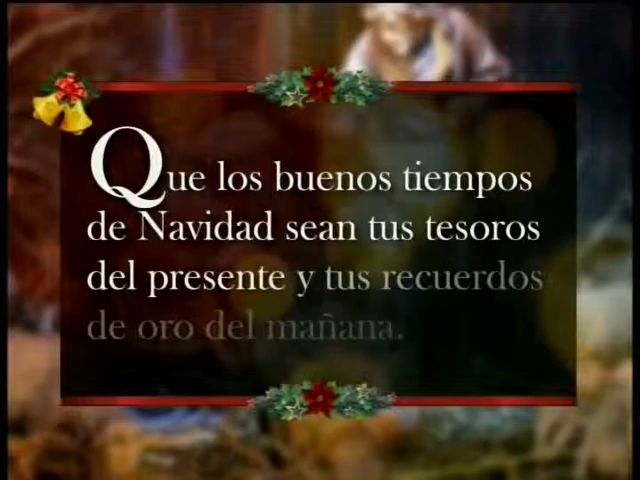 Que los buenos tiempos
de Navidad sean tus tesoros
del presente y tus recuerdos
de oro del mañana.